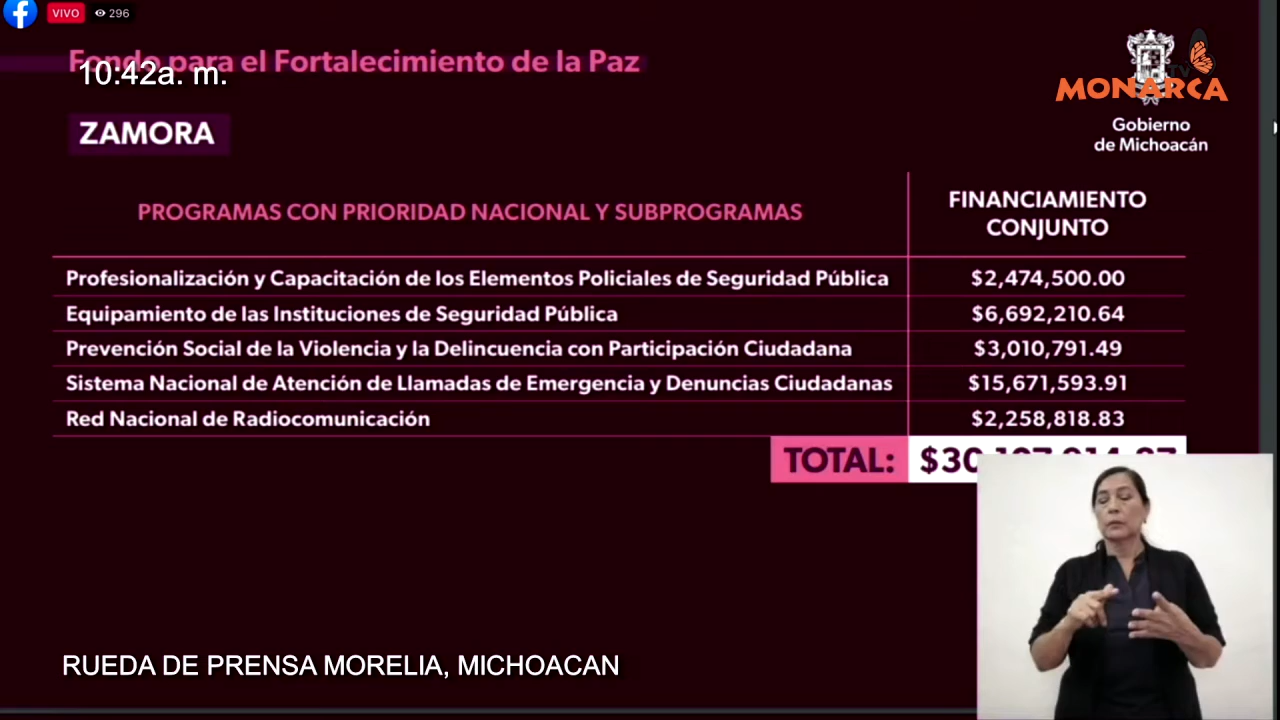 VIVO
296
Fondo para el Fortalecimiento de la Paz
10:42a. m.
TV
MONARCA
Gobierno
de Michoacán
ZAMORA
PROGRAMAS CON PRIORIDAD NACIONAL Y SUBPROGRAMAS
FINANCIAMIENTO
CONJUNTO
Profesionalización y Capacitación de los Elementos Policiales de Seguridad Pública $2,474,500.00
Equipamiento de las Instituciones de Seguridad Pública $6,692,210.64
Prevención Social de la Violencia y la Delincuencia con Participación Ciudadana $3,010,791.49
Sistema Nacional de Atención de Llamadas de Emergencia y Denuncias Ciudadanas $15,671,593.91
Red Nacional de Radiocomunicación $2,258,818.83
TOTAL:
RUEDA DE PRENSA MORELIA, MICHOACAN